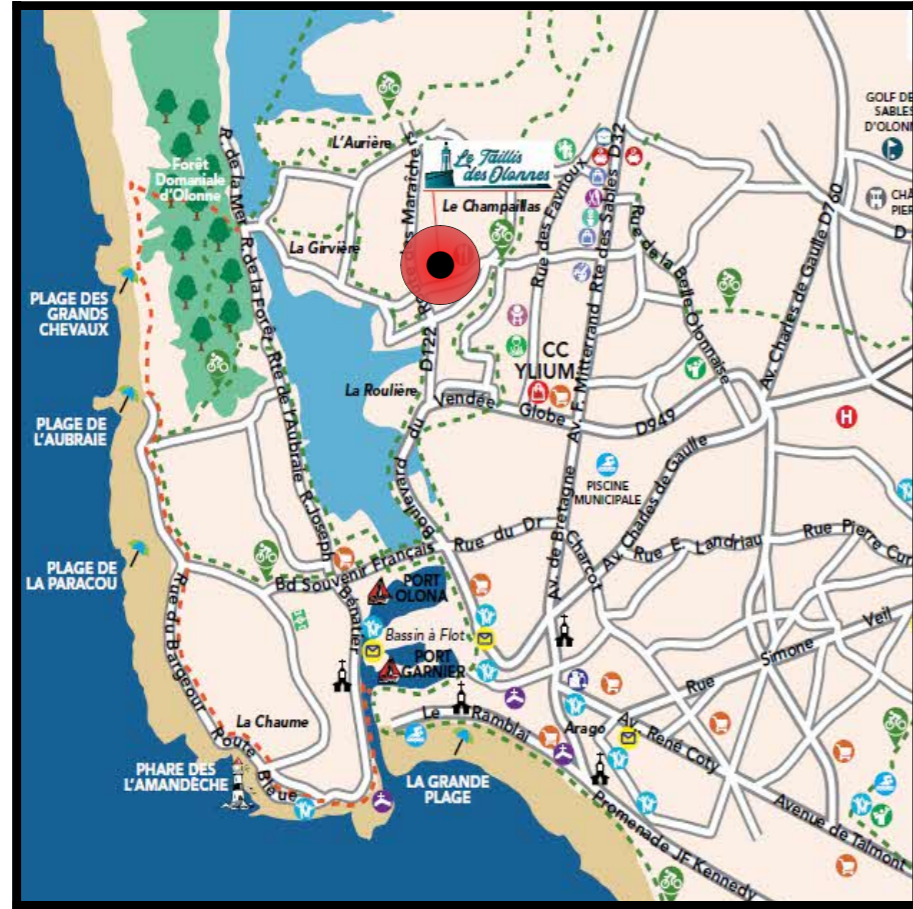 GOLF DE
SABLES
D'OLONN
CHÂ
PIER
D
Av. Charles de Gaulle D760
L'Aurière
Le Taillis
des Olonnes
Le Champaillas
Forêt
Domaniale
d'Olonne
R. de la Mer
R. de la Forêt
Rte de l'Aubraie
R. Joseph
Bénatier
La Girvière
des Maraîchers
D122
Rue des Favnoux
Av. F. Mitterrand
Rte des Sables D32
Rue de la Belle Olonnaise
PLAGE DES
GRANDS
CHEVAUX
CC
YLIUM
La Roulière
Boulevard du Vendée Globe
D949
H
PLAGE DE
L'AUBRAIE
PISCINE
MUNICIPALE
Av. Charles de Gaulle
Av. de Bretagne
Rue du Dr Charcot
Rue E. Landriau
Rue Pierre Cur
PLAGE DE
LA PARACOU
Bd Souvenir Français
PORT
OLONA
Bassin à Flot
PORT
GARNIER
Rue Simone Veil
Rue du Bargeour
La Chaume
Route Bleue
Le Ramblai
Arago
Av. René Coty
PHARE DES
L'AMANDÈCHE
LA GRANDE
PLAGE
Promenade JF Kennedy
Avenue de Talmont